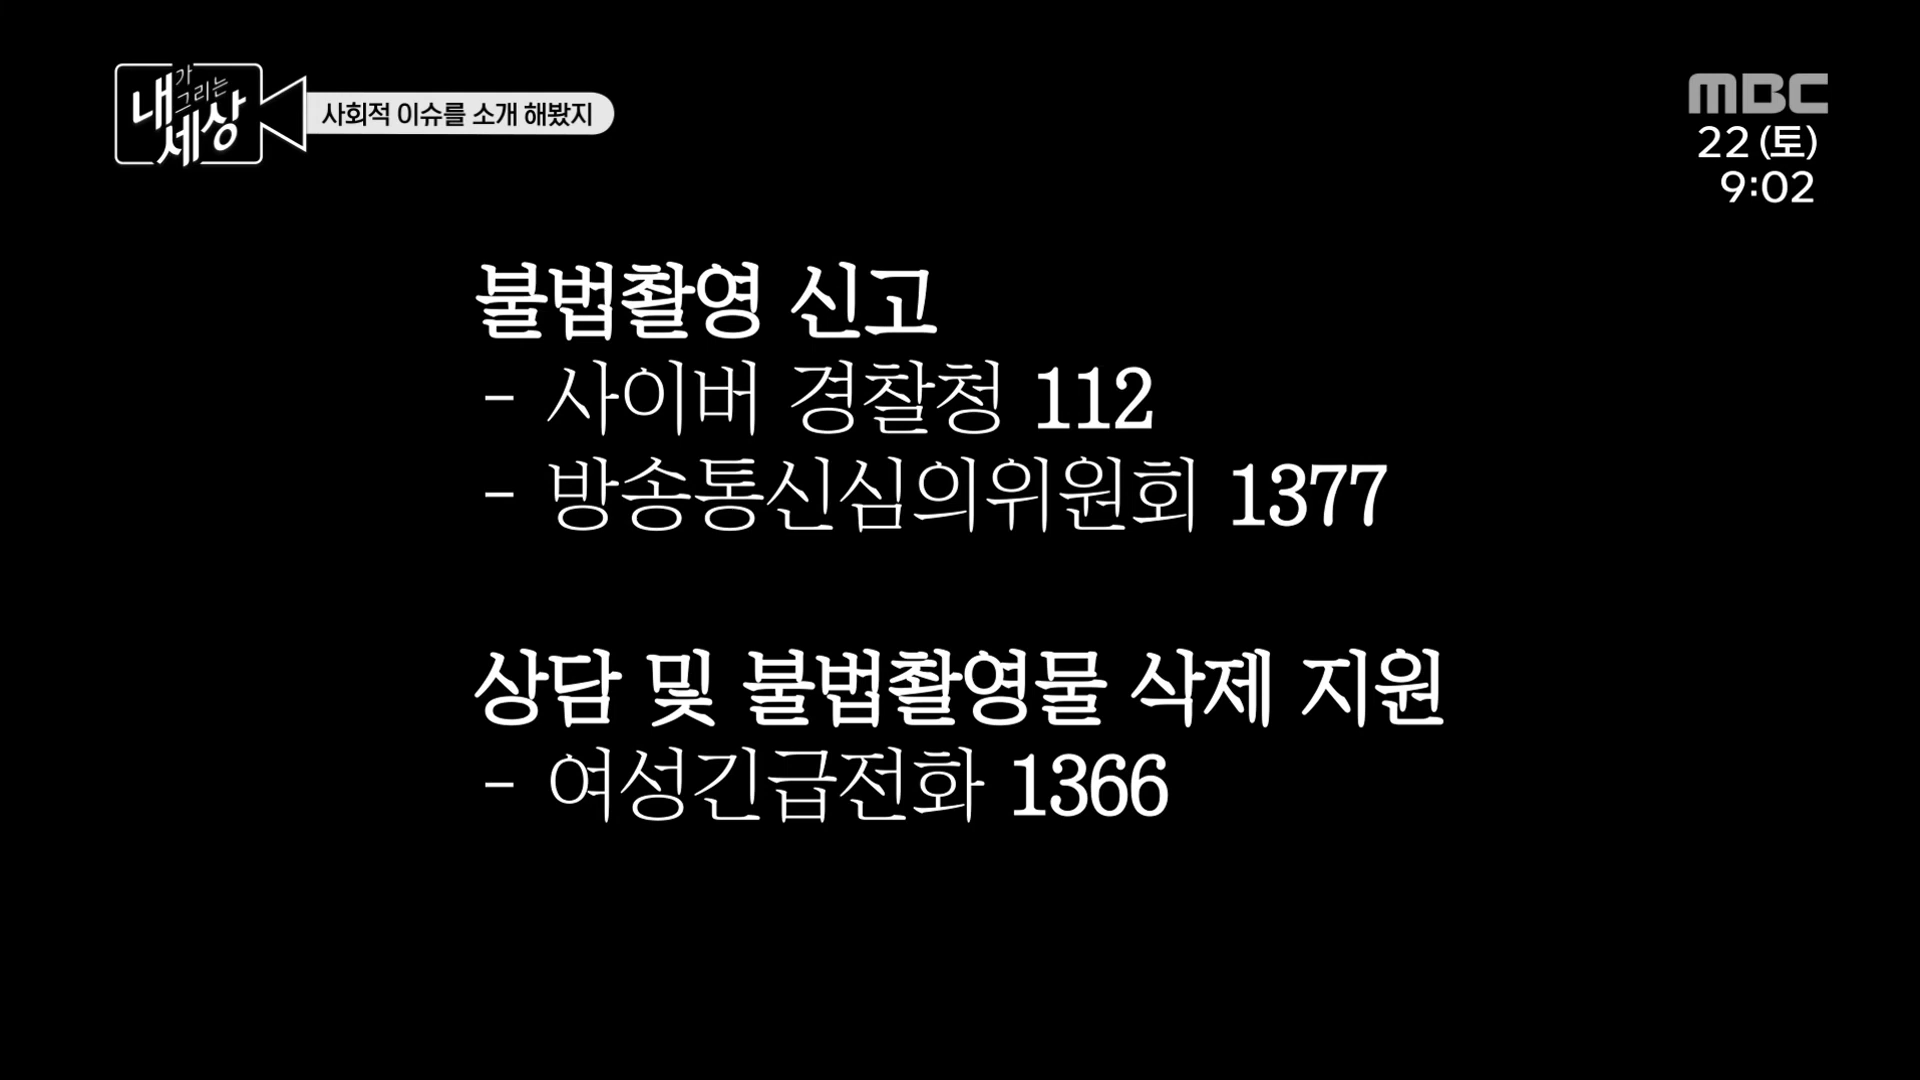 내가 그리는 세상
사회적 이슈를 소개 해봤지
MBC
22 (토)
9:02
불법촬영 신고
- 사이버 경찰청 112
- 방송통신심의위원회 1377
상담 및 불법촬영물 삭제 지원
- 여성긴급전화 1366